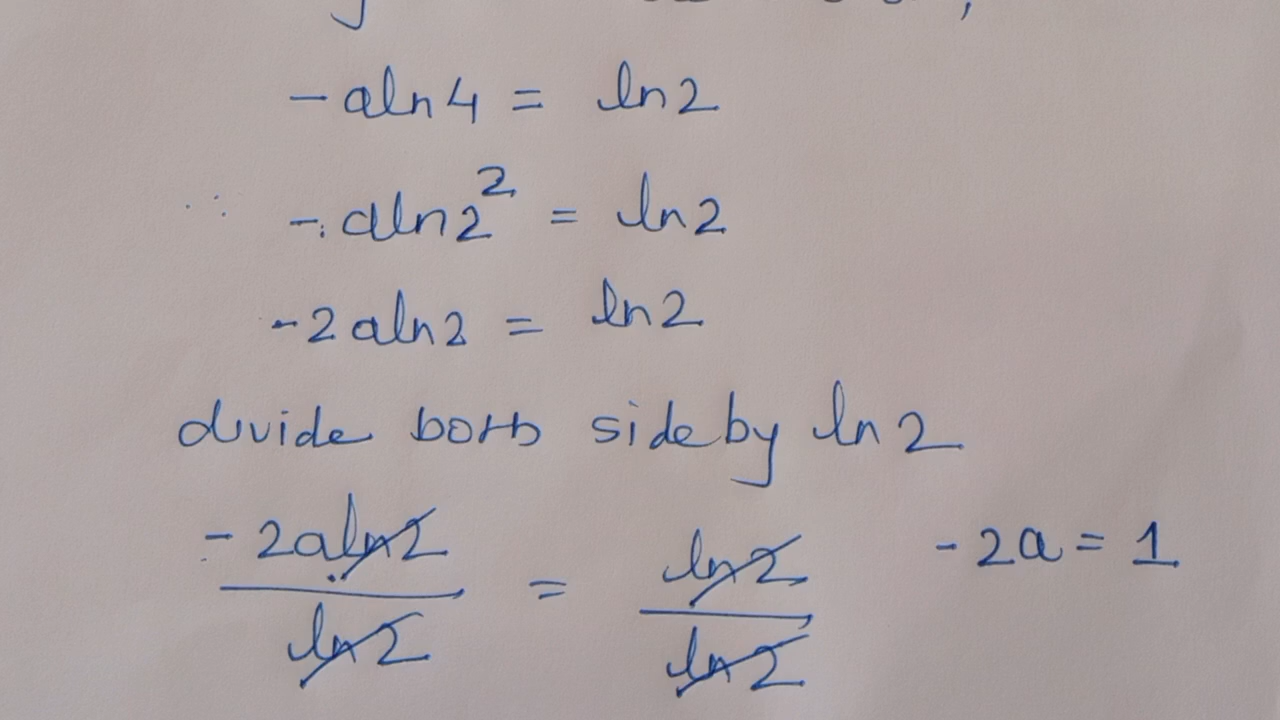 -aln4 = ln2
∴ -aln2² = ln2
-2aln2 = ln2
divide both side by ln2
-2aln2/ln2 = ln2/ln2 -2a = 1